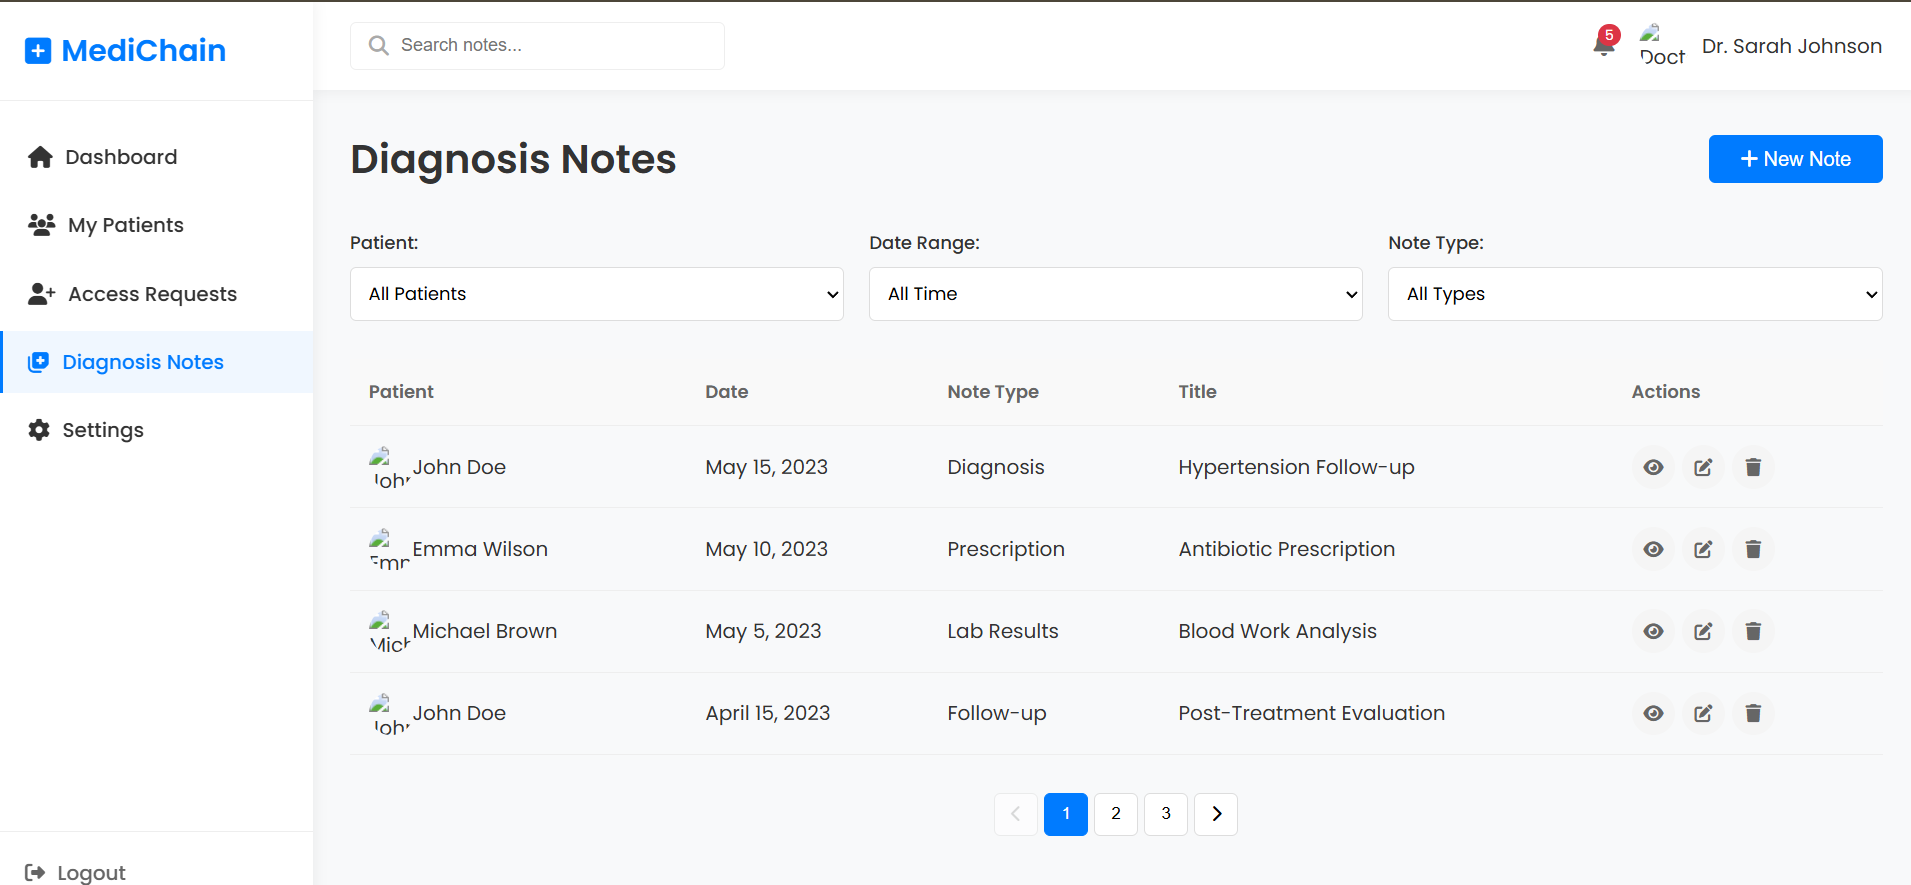 MediChain
Search notes...
5
Doct
Dr. Sarah Johnson
Dashboard
My Patients
Access Requests
Diagnosis Notes
Settings
Logout
Diagnosis Notes
+ New Note
Patient: Date Range: Note Type:
All Patients All Time All Types
Patient Date Note Type Title Actions
John John Doe May 15, 2023 Diagnosis Hypertension Follow-up
Emm Emma Wilson May 10, 2023 Prescription Antibiotic Prescription
Mich Michael Brown May 5, 2023 Lab Results Blood Work Analysis
John John Doe April 15, 2023 Follow-up Post-Treatment Evaluation
1 2 3